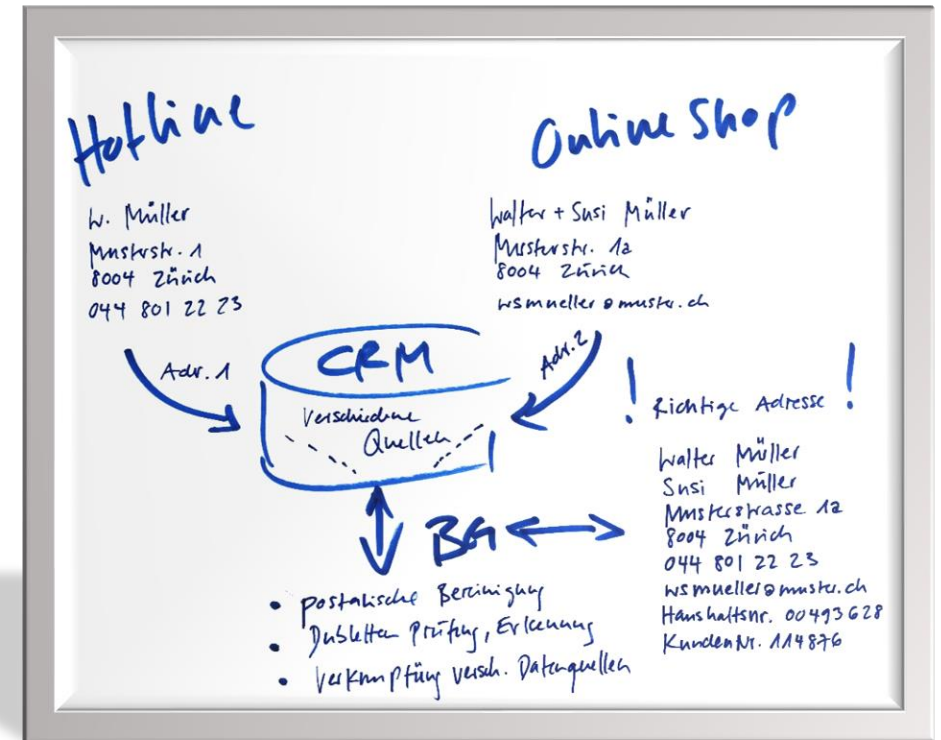 Hotline
W. Müller
Musterstr. 1
8004 Zürich
044 801 22 23
Adr. 1
Online Shop
Walter + Susi Müller
Musterstr. 1a
8004 Zürich
wsmueller@muster.ch
Adr. 2
CRM
Verschiedene
Quellen
! Richtige Adresse !
Walter Müller
Susi Müller
Musterstrasse 1a
8004 Zürich
044 801 22 23
wsmueller@muster.ch
Haushaltsnr. 00493628
KundenNr. 114876
BG
• postalische Bereinigung
• Dubletten Prüfung, Erkennung
• Verknüpfung versch. Datenquellen